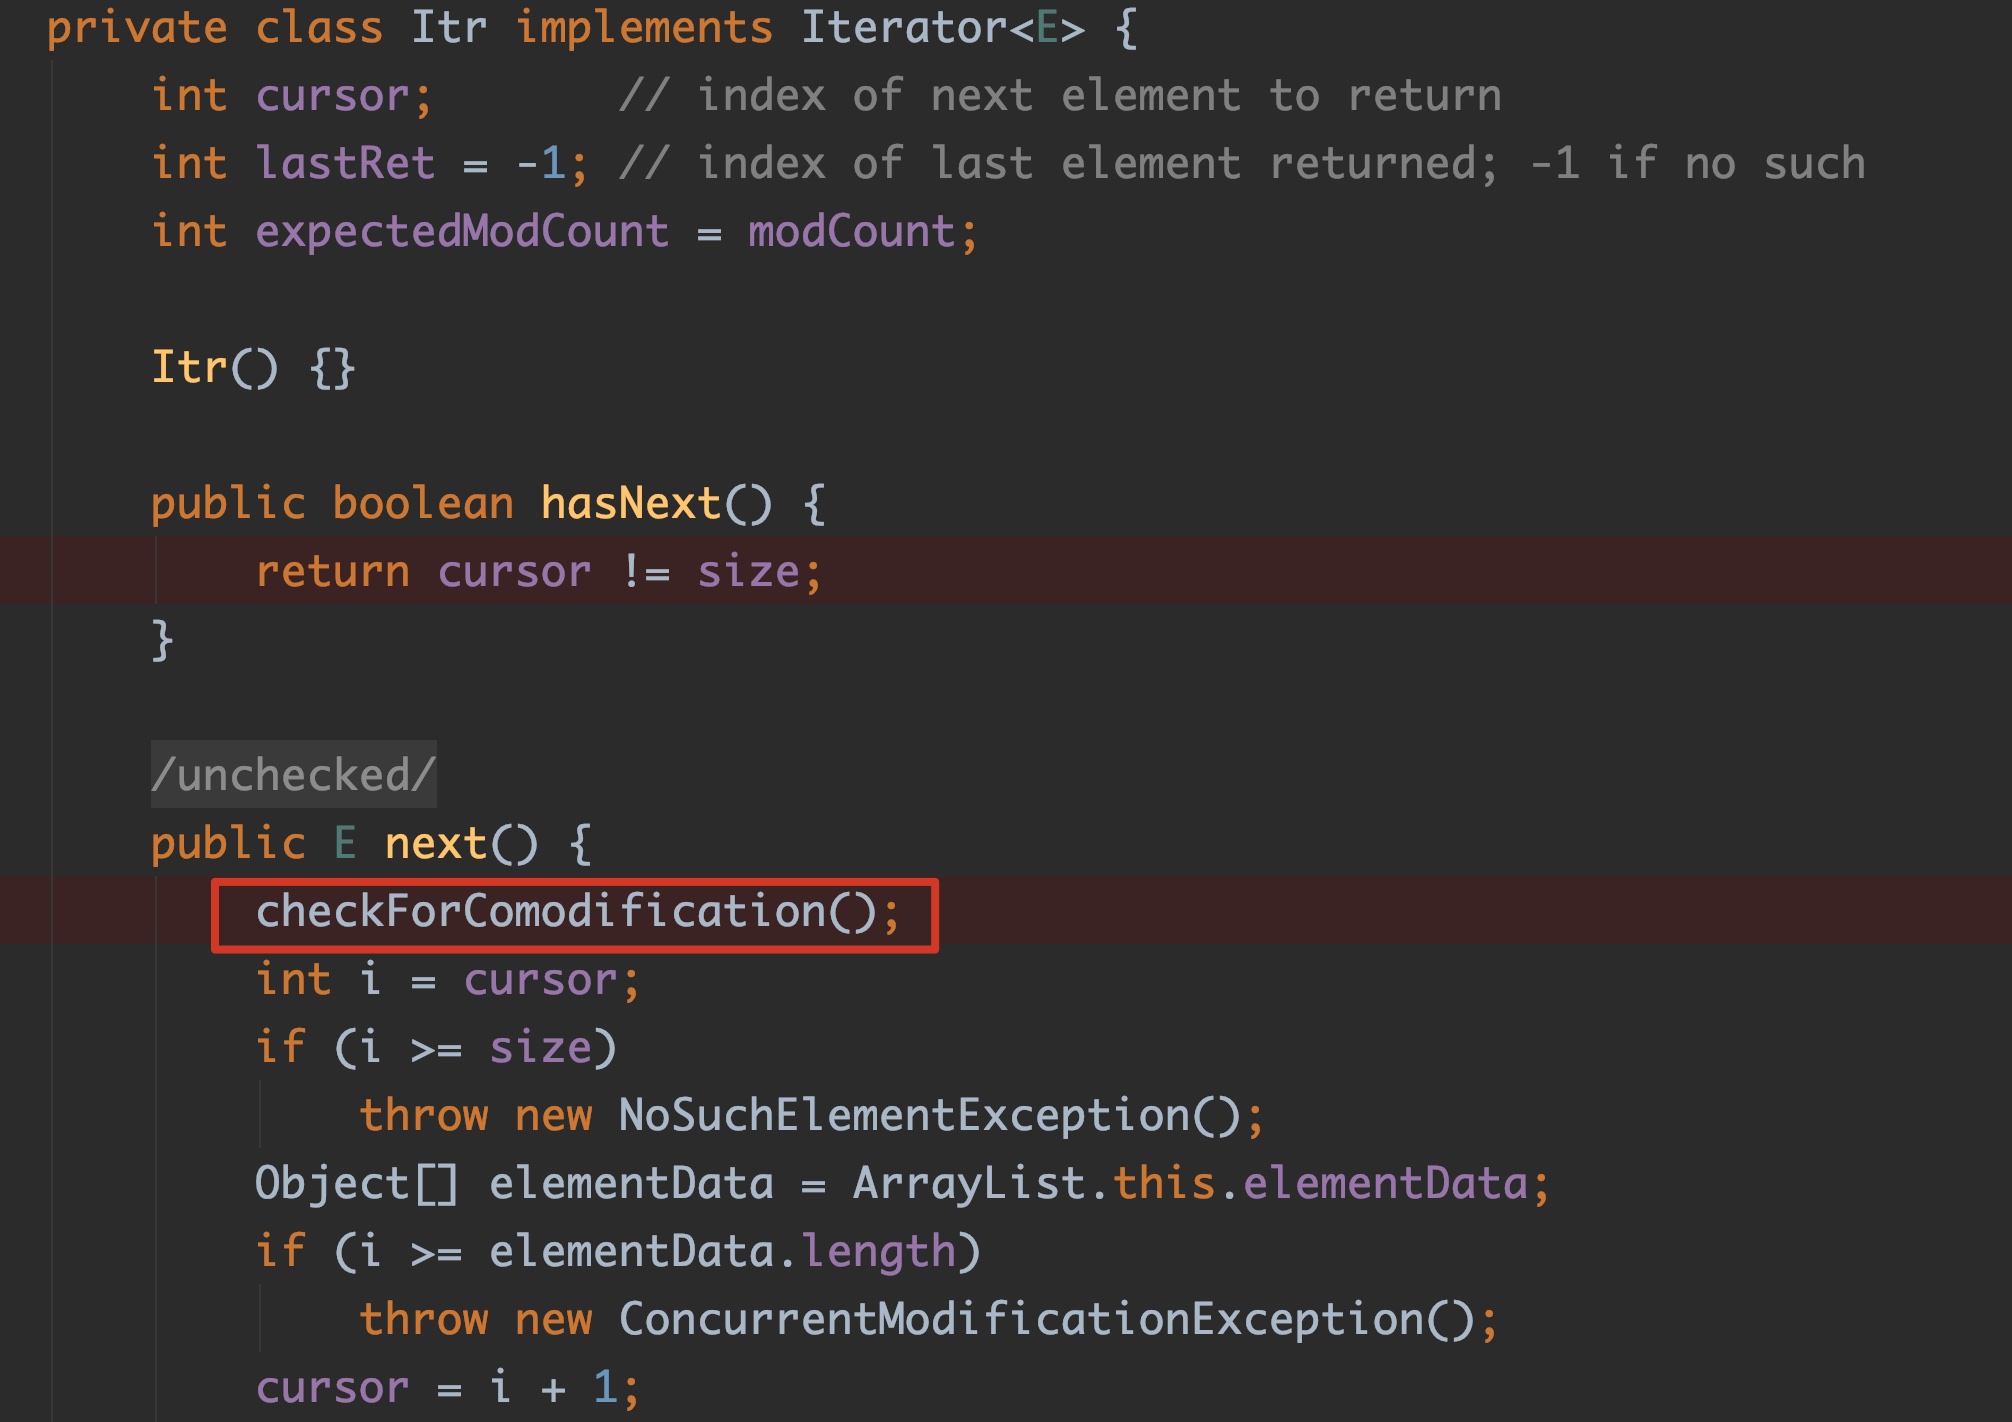 private class Itr implements Iterator<E> {
int cursor;       // index of next element to return
int lastRet = -1; // index of last element returned; -1 if no such
int expectedModCount = modCount;
Itr() {}
public boolean hasNext() {
return cursor != size;
}
/unchecked/
public E next() {
checkForComodification();
int i = cursor;
if (i >= size)
throw new NoSuchElementException();
Object[] elementData = ArrayList.this.elementData;
if (i >= elementData.length)
throw new ConcurrentModificationException();
cursor = i + 1;